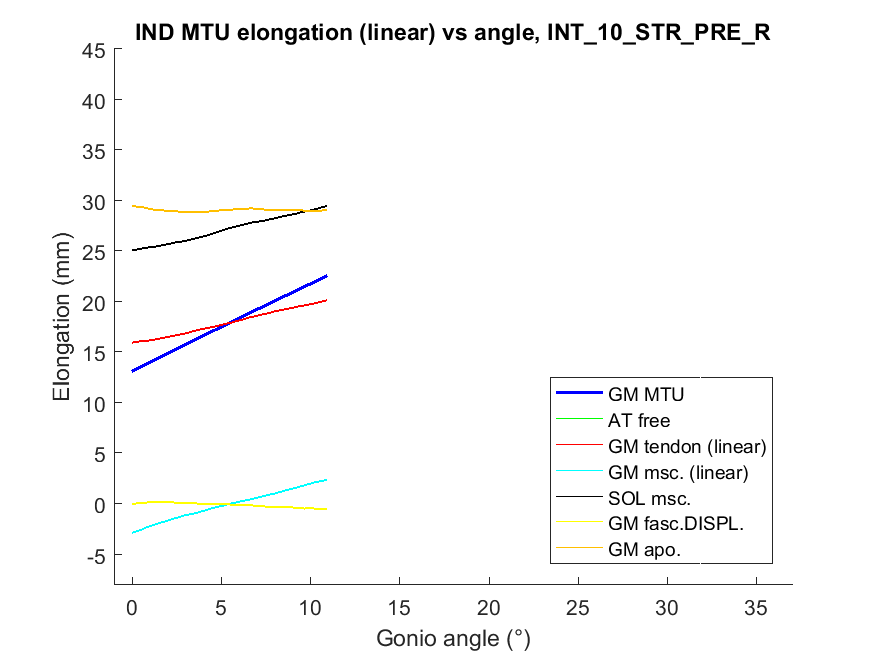 IND MTU elongation (linear) vs angle, INT_10_STR_PRE_R
45
40
35
30
25
20
15
10
5
0
-5
Elongation (mm)
GM MTU
AT free
GM tendon (linear)
GM msc. (linear)
SOL msc.
GM fasc.DISPL.
GM apo.
0 5 10 15 20 25 30 35
Gonio angle (°)